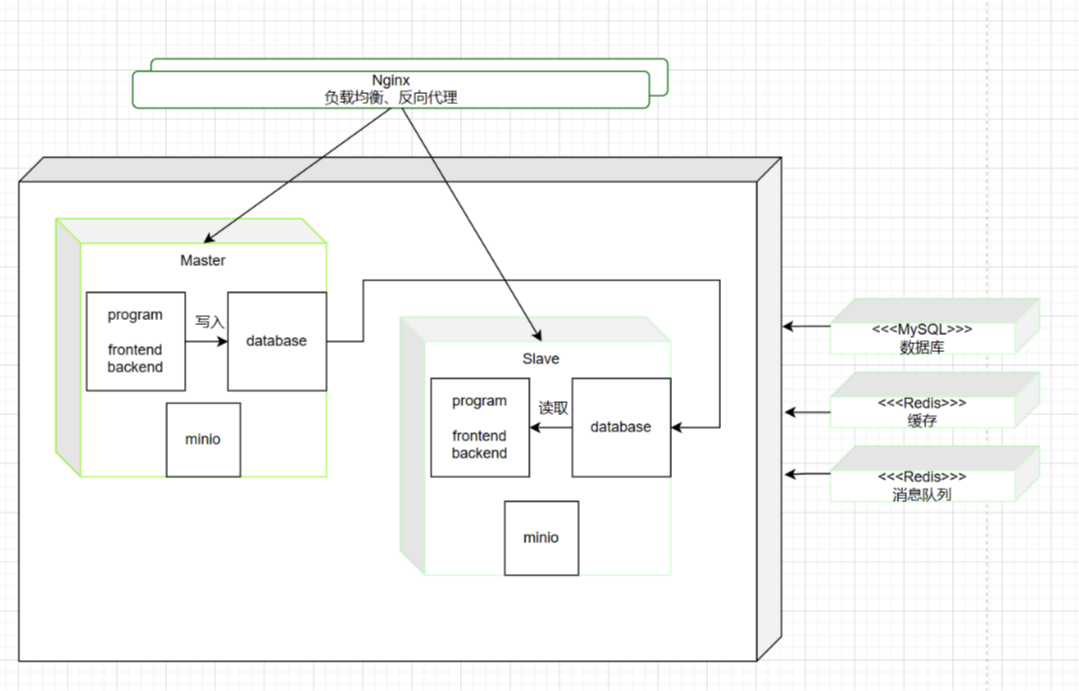 Nginx
负载均衡、反向代理
Master
program
frontend
backend
写入
database
minio
Slave
program
frontend
backend
读取
database
minio
<<<MySQL>>>
数据库
<<<Redis>>>
缓存
<<<Redis>>>
消息队列